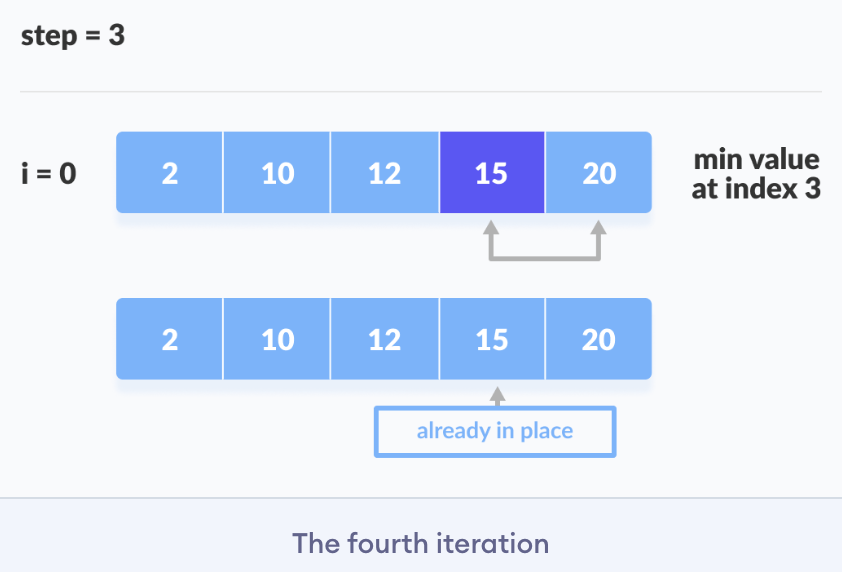 step = 3
i = 0
2 10 12 15 20
min value
at index 3
2 10 12 15 20
already in place
The fourth iteration